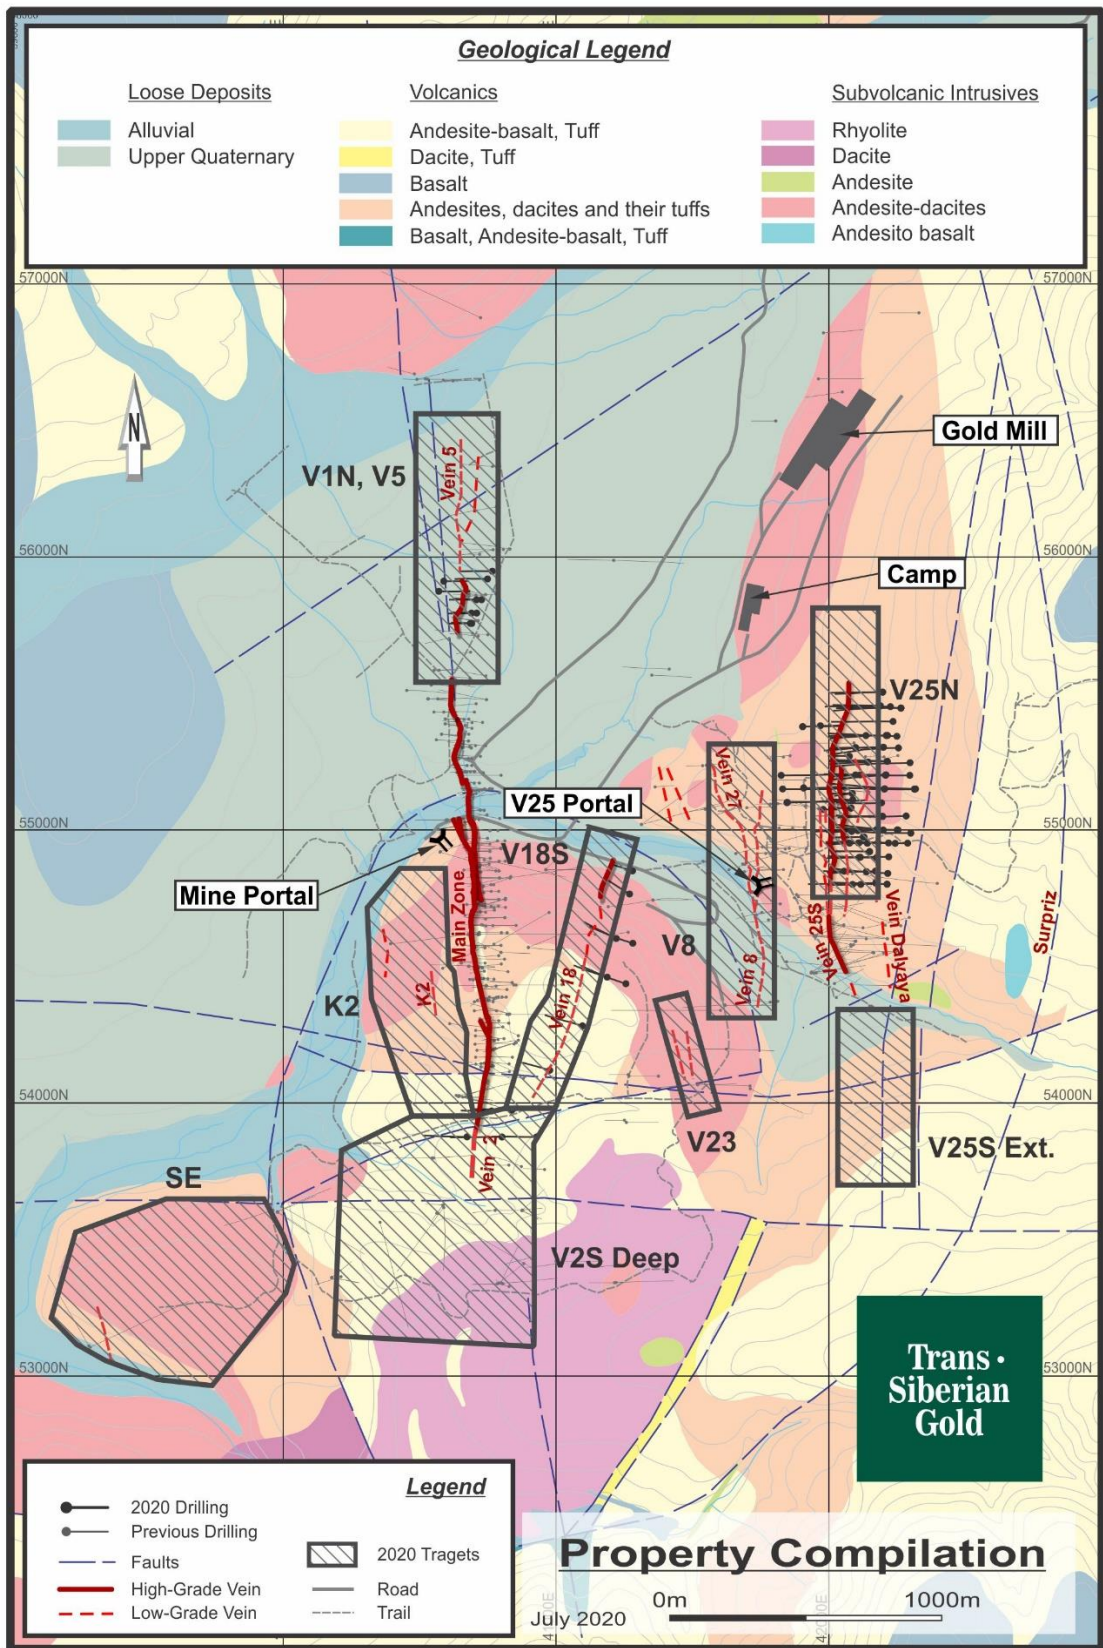 Geological Legend
Loose Deposits
Alluvial
Upper Quaternary
Volcanics
Andesite-basalt, Tuff
Dacite, Tuff
Basalt
Andesites, dacites and their tuffs
Basalt, Andesite-basalt, Tuff
Subvolcanic Intrusives
Rhyolite
Dacite
Andesite
Andesite-dacites
Andesito basalt
57000N
57000N
N
Gold Mill
V1N, V5
Vein 5
56000N
56000N
Camp
V25N
Vein 27
V25 Portal
55000N
55000N
V18S
Mine Portal
Main Zone
V8
Vein 25S
Vein Dalyaya
Surpriz
K2
K2
Vein 18
Vein 8
54000N
54000N
V23
V25S Ext.
Vein 2
SE
V2S Deep
53000N
53000N
Trans·
Siberian
Gold
Legend
2020 Drilling
Previous Drilling
Faults
High-Grade Vein
Low-Grade Vein
2020 Tragets
Road
Trail
Property Compilation
0m 1000m
July 2020
42000E